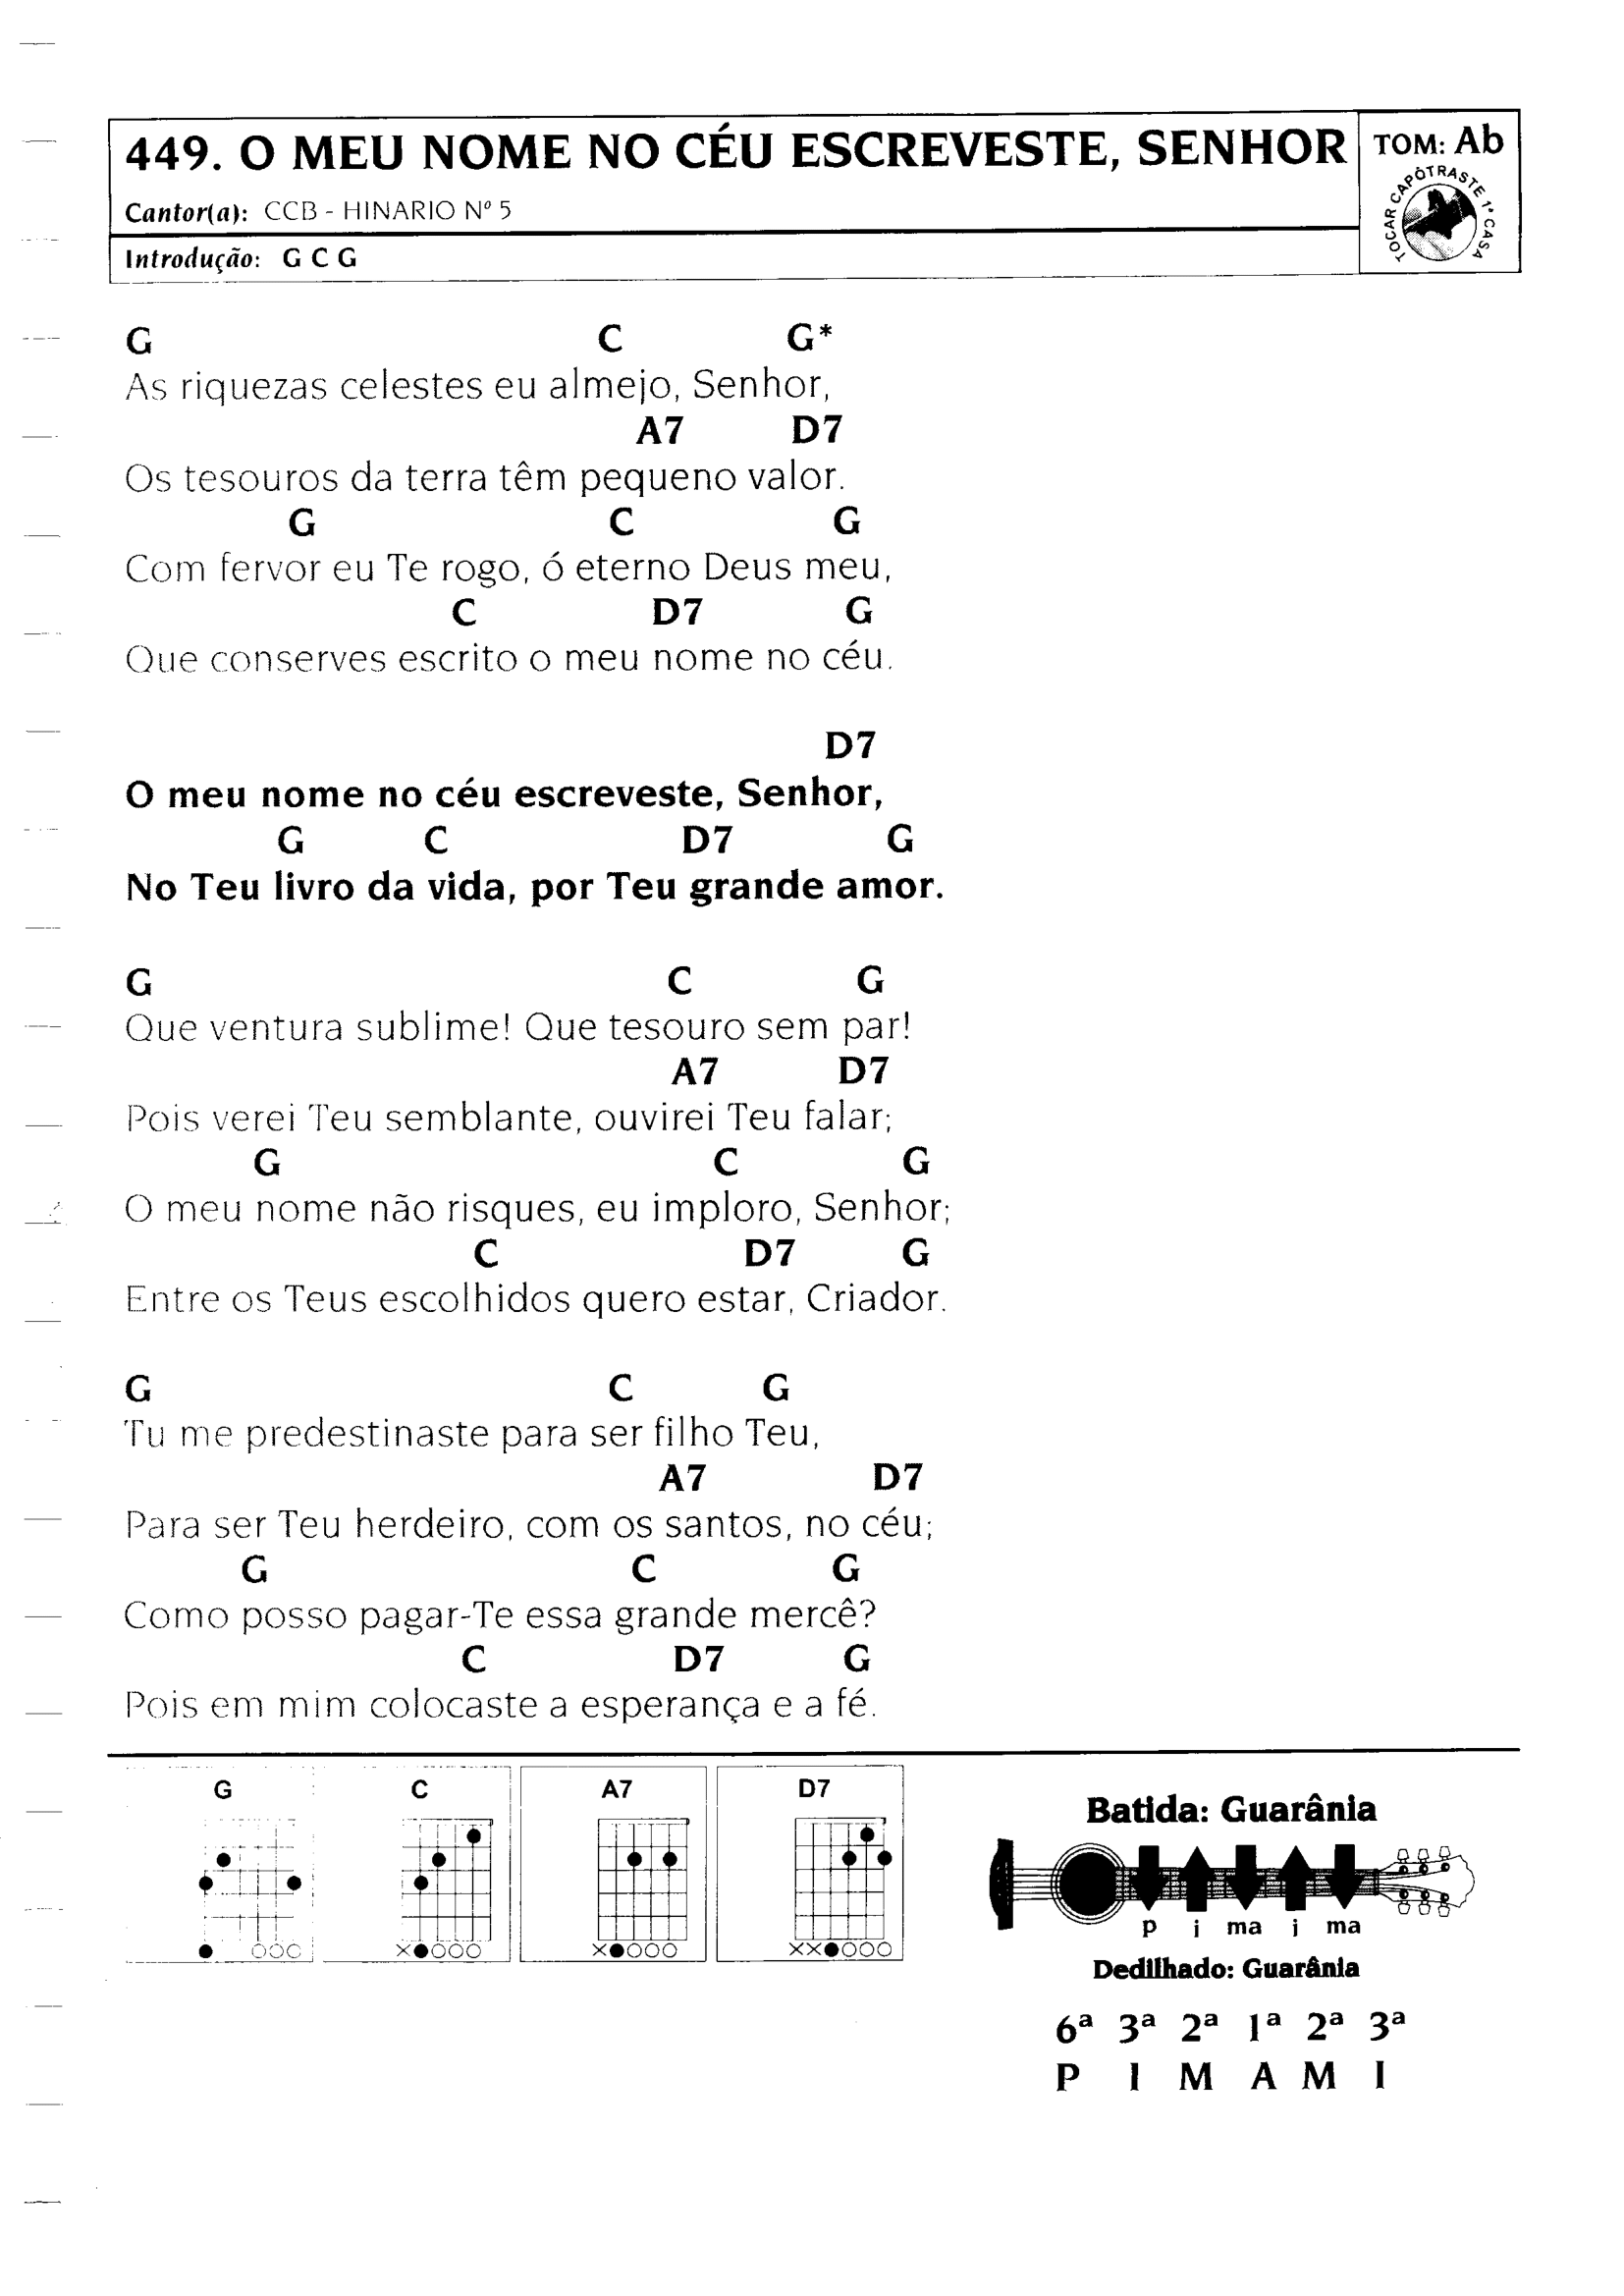 449. O MEU NOME NO CÉU ESCREVESTE, SENHOR
TOM: Ab
TOCAR CAPÒTRASTE 1ª CASA
Cantor(a): CCB - HINARIO Nº 5
Introdução: G C G
G C G*
As riquezas celestes eu almejo, Senhor,
A7 D7
Os tesouros da terra têm pequeno valor.
G C G
Com fervor eu Te rogo, ó eterno Deus meu,
C D7 G
Que conserves escrito o meu nome no céu.
D7
O meu nome no céu escreveste, Senhor,
G C D7 G
No Teu livro da vida, por Teu grande amor.
G C G
Que ventura sublime! Que tesouro sem par!
A7 D7
Pois verei Teu semblante, ouvirei Teu falar;
G C G
O meu nome não risques, eu imploro, Senhor;
C D7 G
Entre os Teus escolhidos quero estar, Criador.
G C G
Tu me predestinaste para ser filho Teu,
A7 D7
Para ser Teu herdeiro, com os santos, no céu;
G C G
Como posso pagar-Te essa grande mercê?
C D7 G
Pois em mim colocaste a esperança e a fé.
G C A7 D7
Batida: Guarânia
p i ma i ma
Dedilhado: Guarânia
6ª 3ª 2ª 1ª 2ª 3ª
P I M A M I